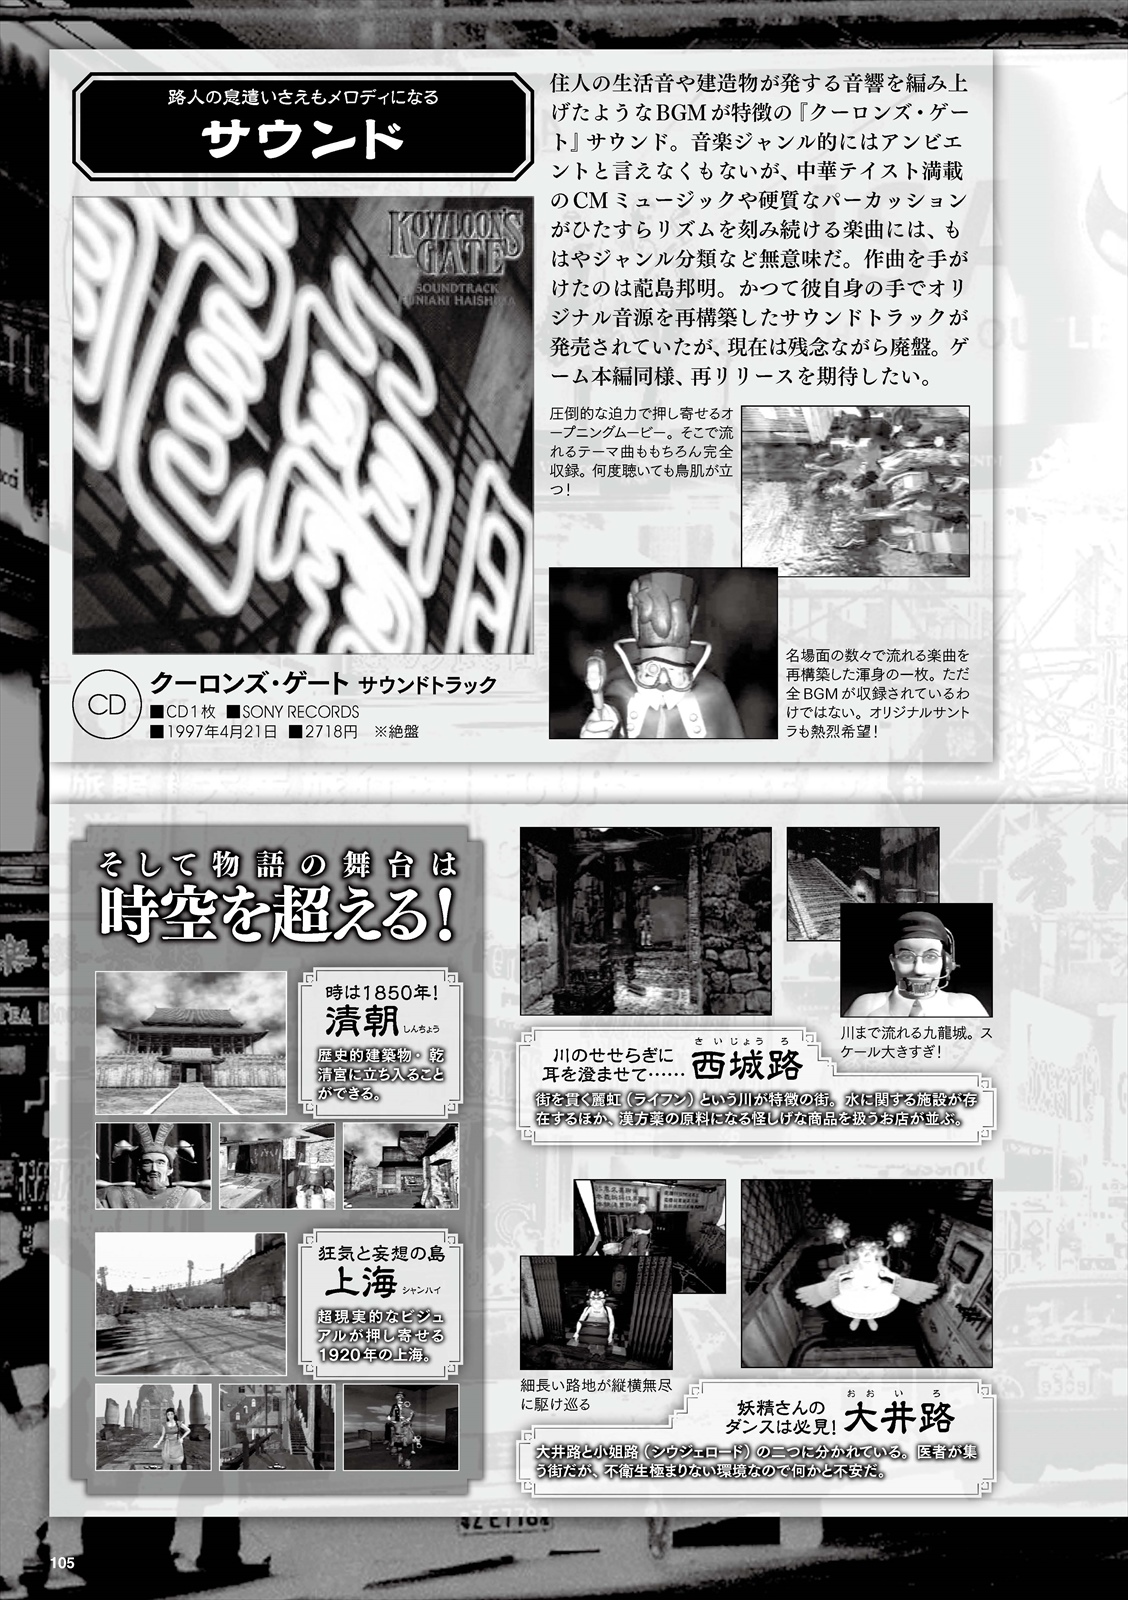 路人の息遣いさえもメロディになる
サウンド
住人の生活音や建造物が発する音響を編み上
げたようなBGMが特徴の『クーロンズ・ゲー
ト』サウンド。音楽ジャンル的にはアンビエ
ントと言えなくもないが、中華テイスト満載
のCMミュージックや硬質なパーカッション
がひたすらリズムを刻み続ける楽曲には、も
はやジャンル分類など無意味だ。作曲を手が
けたのは蓜島邦明。かつて彼自身の手でオリ
ジナル音源を再構築したサウンドトラックが
発売されていたが、現在は残念ながら廃盤。ゲ
ーム本編同様、再リリースを期待したい。
KOWLOON'S
GATE
SOUNDTRACK
KUNIAKI HAISHIMA
圧倒的な迫力で押し寄せるオ
ープニングムービー。そこで流
れるテーマ曲ももちろん完全
収録。何度聴いても鳥肌が立
つ！
名場面の数々で流れる楽曲を
再構築した渾身の一枚。ただ
全BGMが収録されているわ
けではない。オリジナルサント
ラも熱烈希望！
CD
クーロンズ・ゲート サウンドトラック
■CD1枚 ■SONY RECORDS
■1997年4月21日 ■2718円 ※絶盤
そして物語の舞台は
時空を超える！
時は1850年！
清朝 しんちょう
歴史的建築物・乾
清宮に立ち入ること
ができる。
狂気と妄想の島
上海 シャンハイ
超現実的なビジュ
アルが押し寄せる
1920年の上海。
川まで流れる九龍城。ス
ケール大きすぎ！
川のせせらぎに
耳を澄ませて……
さいじょうろ
西城路
街を貫く麗虹（ライフン）という川が特徴の街。水に関する施設が存
在するほか、漢方薬の原料になる怪しげな商品を扱うお店が並ぶ。
細長い路地が縦横無尽
に駆け巡る
妖精さんの
ダンスは必見！
おおいろ
大井路
大井路と小姐路（シウジェロード）の二つに分かれている。医者が集
う街だが、不衛生極まりない環境なので何かと不安だ。
105